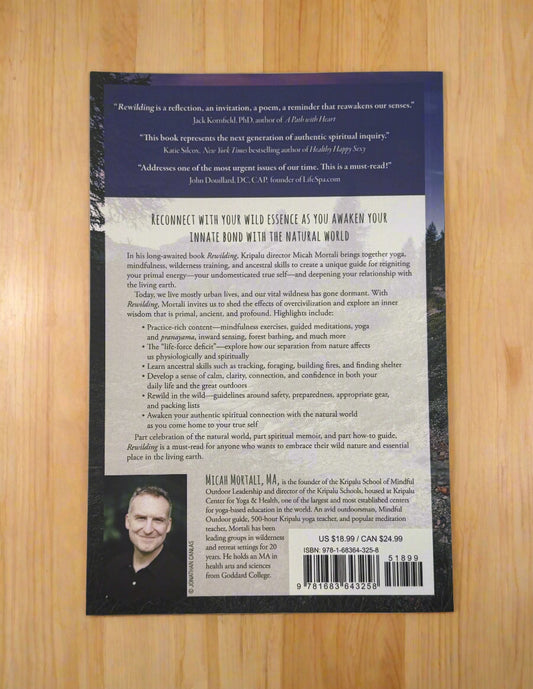 "Rewilding is a reflection, an invitation, a poem, a reminder that reawakens our senses."
Jack Kornfield, PhD, author of A Path with Heart
"This book represents the next generation of authentic spiritual inquiry."
Katie Silcox, New York Times bestselling author of Healthy Happy Sexy
"Addresses one of the most urgent issues of our time. This is a must-read!"
John Douillard, DC, CAP, founder of LifeSpa.com
RECONNECT WITH YOUR WILD ESSENCE AS YOU AWAKEN YOUR
INNATE BOND WITH THE NATURAL WORLD
In his long-awaited book Rewilding, Kripalu director Micah Mortali brings together yoga,
mindfulness, wilderness training, and ancestral skills to create a unique guide for reigniting
your primal energy—your undomesticated true self—and deepening your relationship with
the living earth.
Today, we live mostly urban lives, and our vital wildness has gone dormant. With
Rewilding, Mortali invites us to shed the effects of overcivilization and explore an inner
wisdom that is primal, ancient, and profound. Highlights include:
• Practice-rich content—mindfulness exercises, guided meditations, yoga
and pranayama, inward sensing, forest bathing, and much more
• The "life-force deficit"—explore how our separation from nature affects
us physiologically and spiritually
• Learn ancestral skills such as tracking, foraging, building fires, and finding shelter
• Develop a sense of calm, clarity, connection, and confidence in both your
daily life and the great outdoors
• Rewild in the wild—guidelines around safety, preparedness, appropriate gear,
and packing lists
• Awaken your authentic spiritual connection with the natural world
as you come home to your true self
Part celebration of the natural world, part spiritual memoir, and part how-to guide,
Rewilding is a must-read for anyone who wants to embrace their wild nature and essential
place in the living earth.
MICAH MORTALI, MA, is the founder of the Kripalu School of Mindful
Outdoor Leadership and director of the Kripalu Schools, housed at Kripalu
Center for Yoga & Health, one of the largest and most established centers
for yoga-based education in the world. An avid outdoorsman, Mindful
Outdoor guide, 500-hour Kripalu yoga teacher, and popular meditation
teacher, Mortali has been
leading groups in wilderness
and retreat settings for 20
years. He holds an MA in
health arts and sciences
from Goddard College.
© JONATHAN CANLAS
US $18.99 / CAN $24.99
ISBN: 978-1-68364-325-8
51899
9 781683 643258